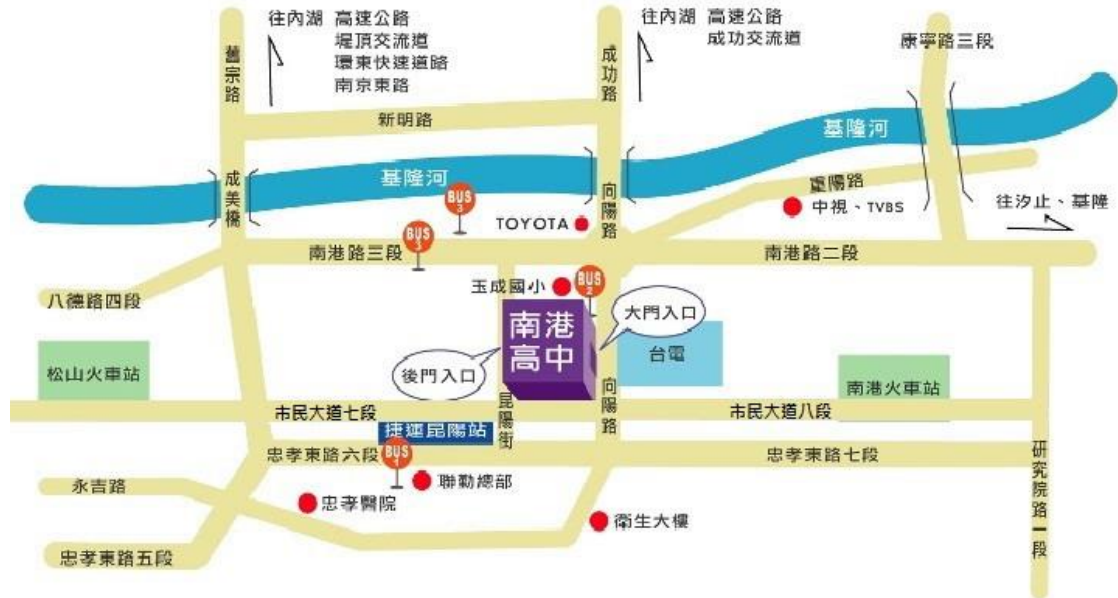 往內湖 高速公路
堤頂交流道
環東快速道路
南京東路
往內湖 高速公路
成功交流道
康寧路三段
舊宗路
成功路
新明路
基隆河
基隆河
成美橋
向陽路
重陽路
BUS 3
TOYOTA
中視、TVBS
往汐止、基隆
BUS 3
南港路三段
南港路二段
玉成國小
BUS 2
八德路四段
南港
高中
大門入口
台電
松山火車站
後門入口
南港火車站
昆陽街
向陽路
市民大道七段
市民大道八段
捷運昆陽站
忠孝東路六段
BUS 1
忠孝東路七段
研究院路一段
永吉路
聯勤總部
忠孝醫院
衛生大樓
忠孝東路五段